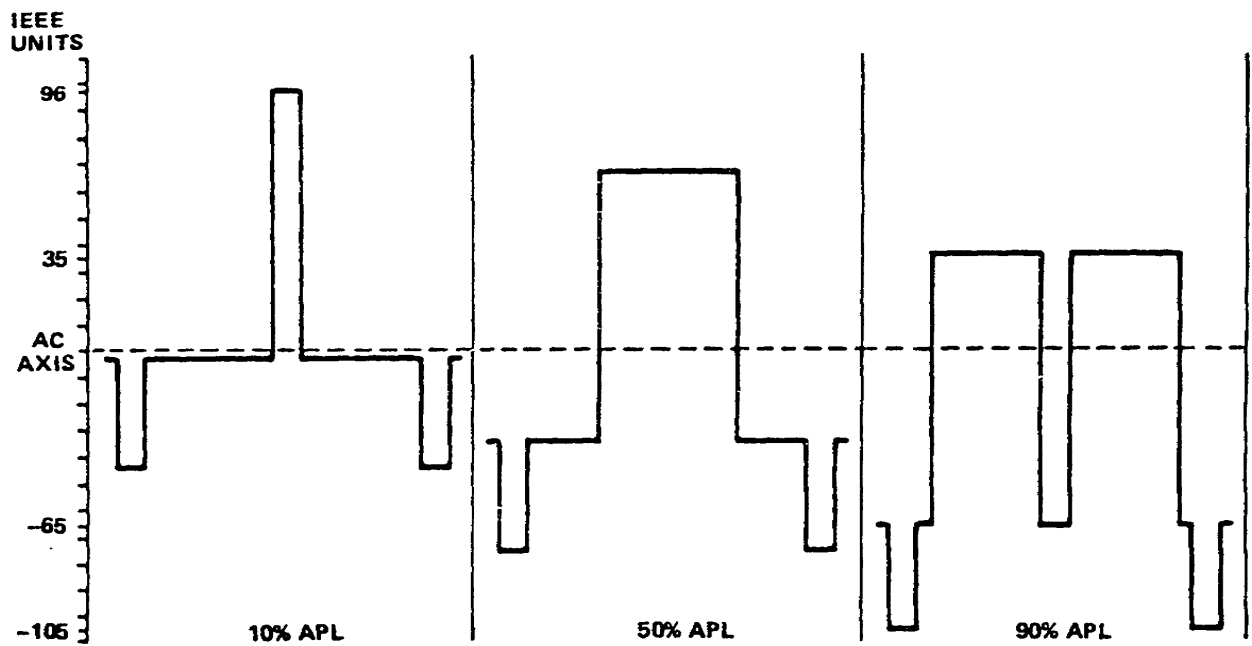 IEEE
UNITS
96
35
AC
AXIS
-65
-105
10% APL
50% APL
90% APL